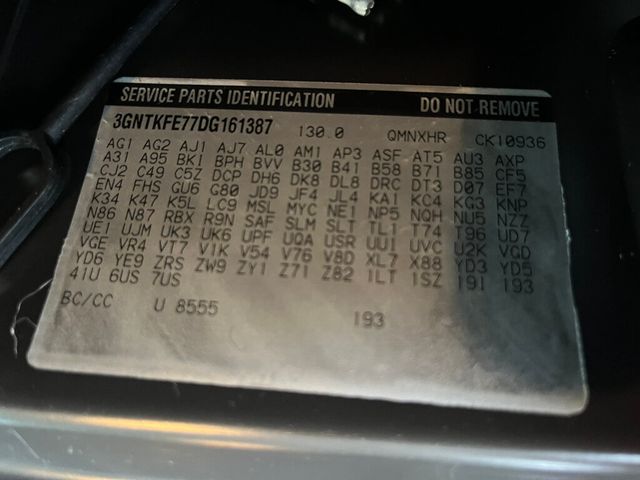 SERVICE PARTS IDENTIFICATION DO NOT REMOVE
3GNTKFE77DG161387 130.0 QMNXHR CK10936
AG1 AG2 AJ1 AJ7 AL0 AM1 AP3 ASF AT5 AU3 AXP
A31 A95 BK1 BPH BVV B30 B41 B58 B71 B85 CF5
CJ2 C49 C5Z DCP DH6 DK8 DL8 DRC DT3 D07 EF7
EN4 FHS GU6 G80 JD9 JF4 JL4 KA1 KC4 KG3 KNP
K34 K47 K5L LC9 MSL MYC NE1 NP5 NQH NU5 NZZ
N86 N87 RBX R9N SAF SLM SLT TL1 T74 T96 UD7
UE1 UJM UK3 UK6 UPF UQA USR UU1 UVC U2K VGD
VGE VR4 VT7 V1K V54 V76 V8D XL7 X88 YD3 YD5
YD6 YE9 ZRS ZW9 ZY1 Z71 Z82 1LT 1SZ 19I 193
4IU 6US 7US
BC/CC U 8555 193